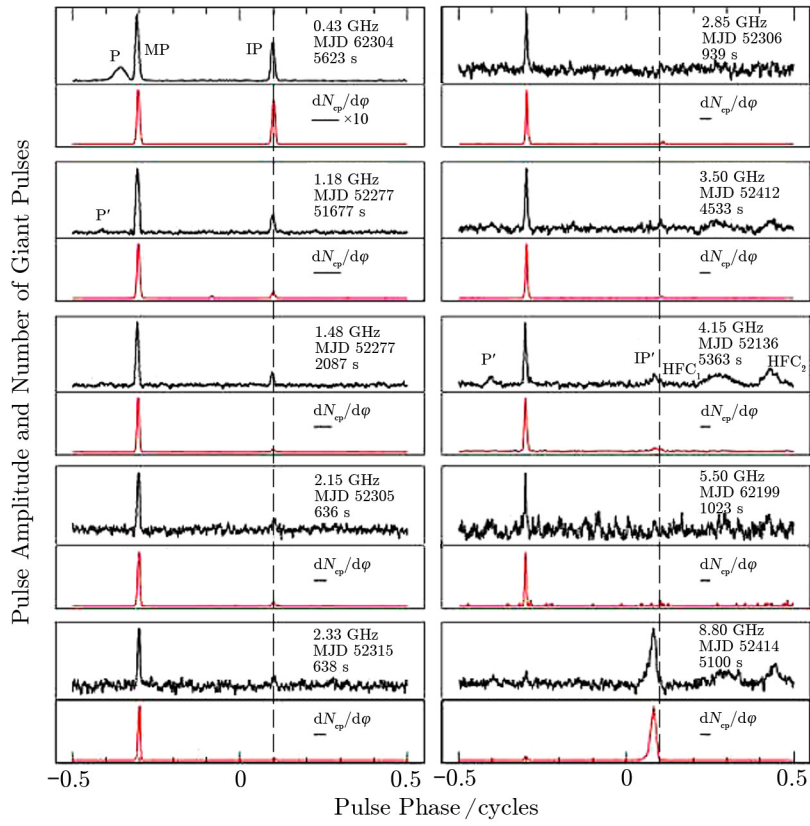 Pulse Amplitude and Number of Giant Pulses
P MP IP
0.43 GHz
MJD 62304
5623 s
dN_cp/dφ
×10
P′
1.18 GHz
MJD 52277
51677 s
dN_cp/dφ
1.48 GHz
MJD 52277
2087 s
dN_cp/dφ
2.15 GHz
MJD 52305
636 s
dN_cp/dφ
2.33 GHz
MJD 52315
638 s
dN_cp/dφ
−0.5 0 0.5
2.85 GHz
MJD 52306
939 s
dN_cp/dφ
3.50 GHz
MJD 52412
4533 s
dN_cp/dφ
4.15 GHz
MJD 52136
5363 s
P′ IP′ HFC₁ HFC₂
dN_cp/dφ
5.50 GHz
MJD 62199
1023 s
dN_cp/dφ
8.80 GHz
MJD 52414
5100 s
dN_cp/dφ
−0.5 0 0.5
Pulse Phase/cycles